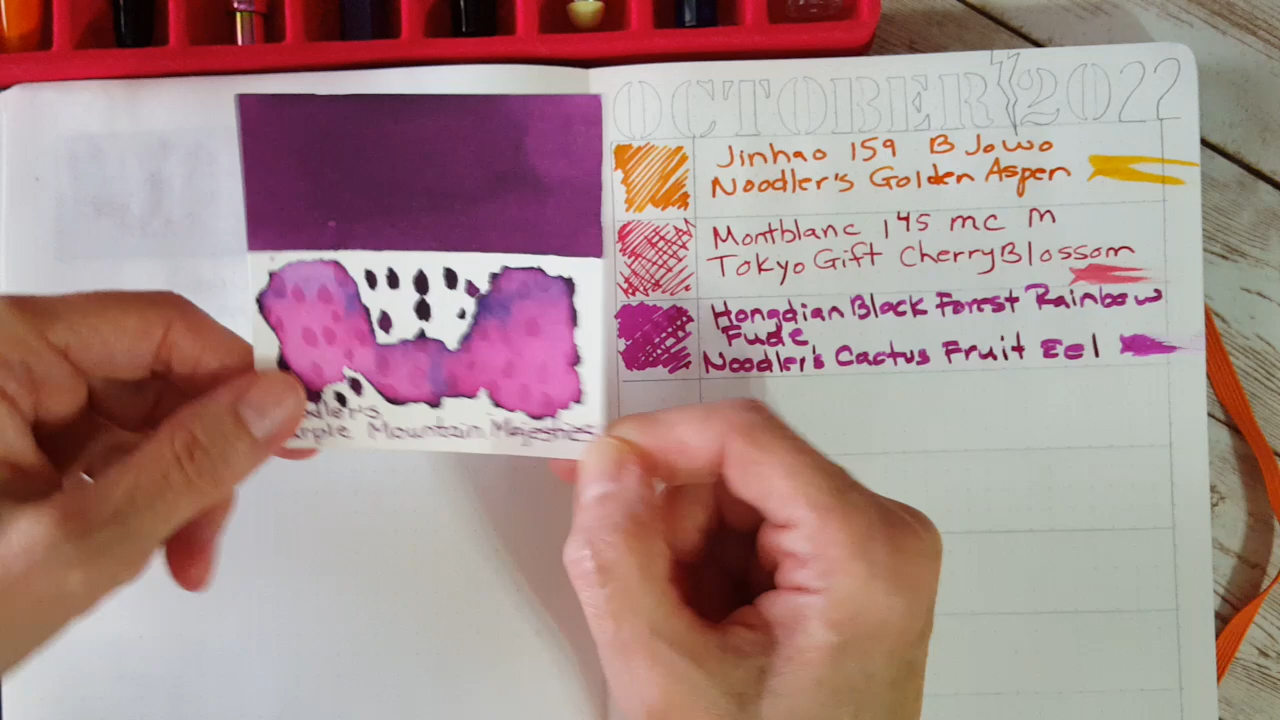 OCTOBER 2022
Jinhao 159 B Jowo
Noodler's Golden Aspen
Montblanc 145 mc M
Tokyo Gift Cherry Blossom
Hongdian Black Forest Rainbow
Fude
Noodler's Cactus Fruit Eel
Mountain Majesties